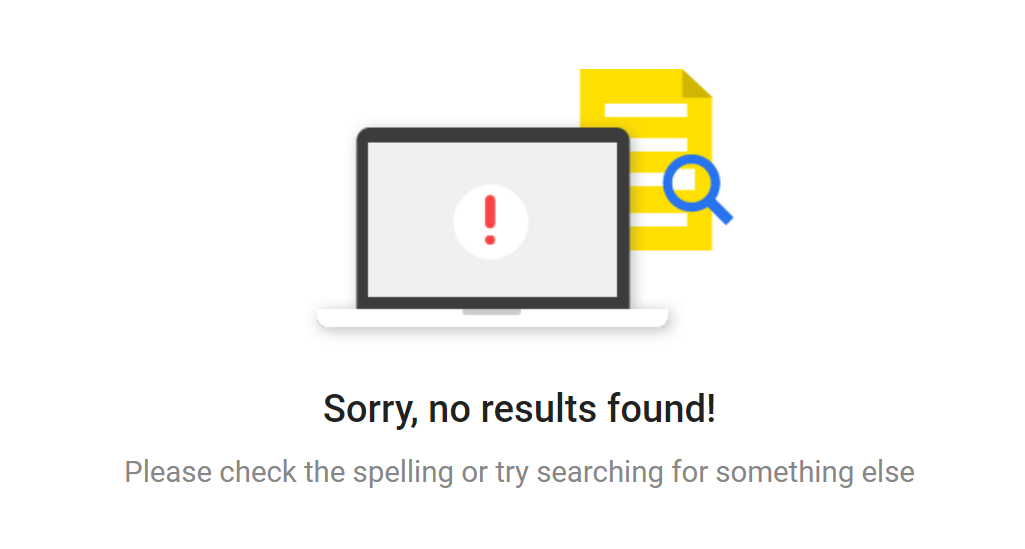 Sorry, no results found!
Please check the spelling or try searching for something else